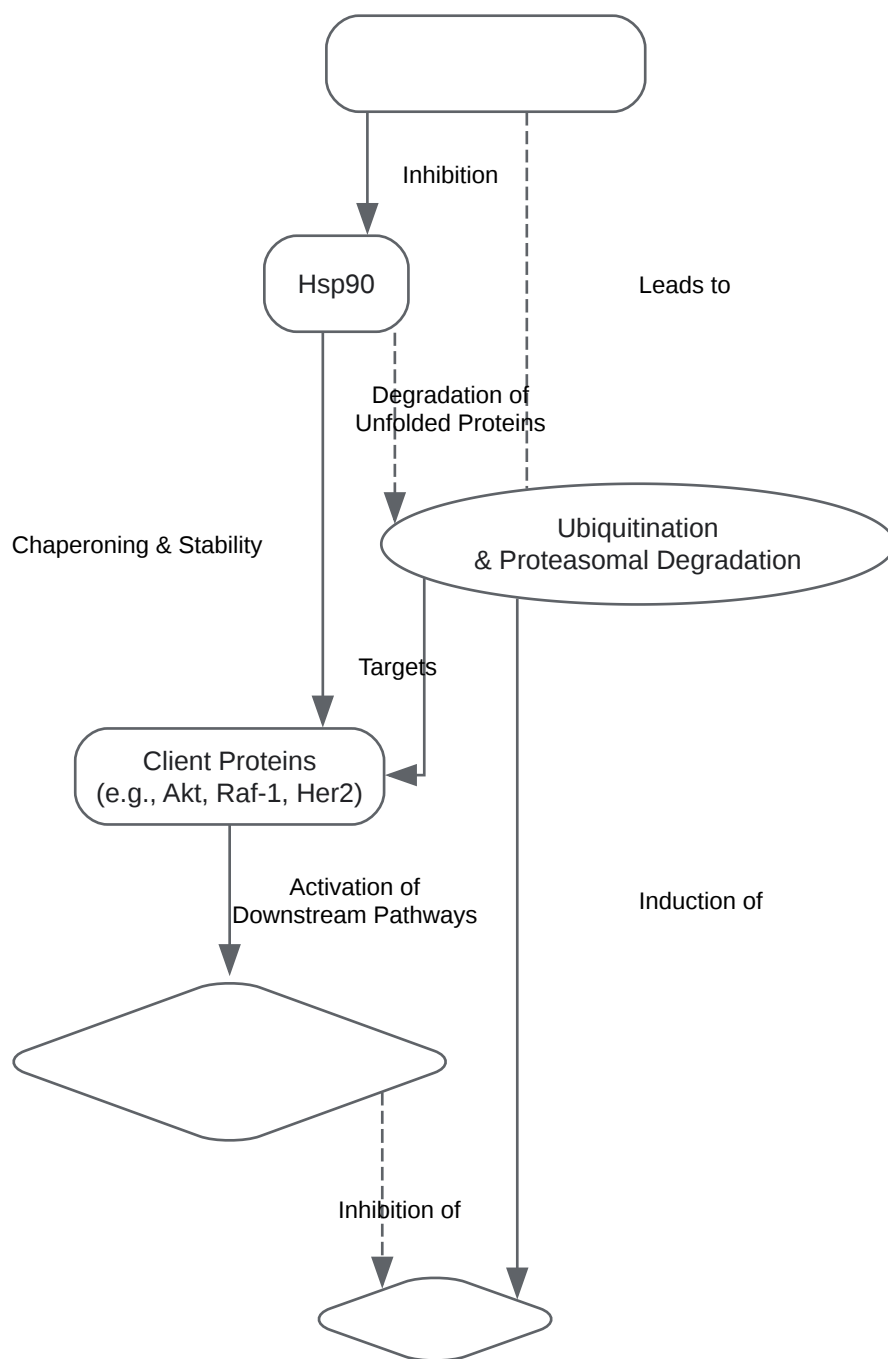 Inhibition
Hsp90
Leads to
Degradation of
Unfolded Proteins
Ubiquitination
& Proteasomal Degradation
Chaperoning & Stability
Targets
Client Proteins
(e.g., Akt, Raf-1, Her2)
Activation of
Downstream Pathways
Induction of
Inhibition of